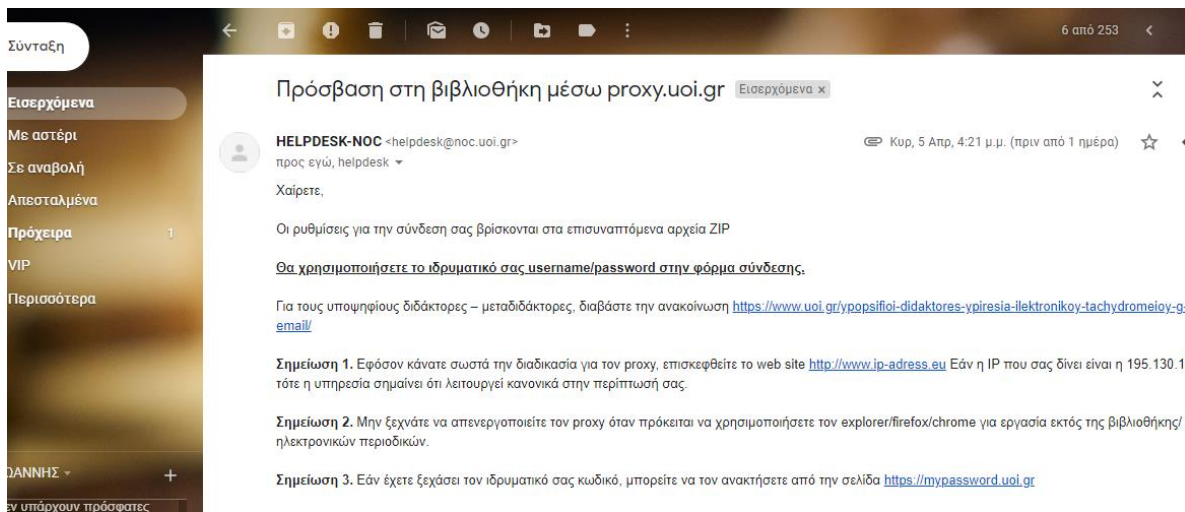 6 από 253
Σύνταξη
Πρόσβαση στη βιβλιοθήκη μέσω proxy.uoi.gr Εισερχόμενα x
Εισερχόμενα
Με αστέρι
Σε αναβολή
Απεσταλμένα
Πρόχειρα 1
VIP
Περισσότερα
HELPDESK-NOC <helpdesk@noc.uoi.gr> Κυρ, 5 Απρ, 4:21 μ.μ. (πριν από 1 ημέρα)
προς εγώ, helpdesk
Χαίρετε,
Οι ρυθμίσεις για την σύνδεση σας βρίσκονται στα επισυναπτόμενα αρχεία ZIP
Θα χρησιμοποιήσετε το ιδρυματικό σας username/password στην φόρμα σύνδεσης.
Για τους υποψηφίους διδάκτορες – μεταδιδάκτορες, διαβάστε την ανακοίνωση https://www.uoi.gr/ypopsifioi-didaktores-ypiresia-ilektronikoy-tachydromeioy-g-
email/
Σημείωση 1. Εφόσον κάνατε σωστά την διαδικασία για τον proxy, επισκεφθείτε το web site http://www.ip-adress.eu Εάν η IP που σας δίνει είναι η 195.130.1
τότε η υπηρεσία σημαίνει ότι λειτουργεί κανονικά στην περίπτωσή σας.
Σημείωση 2. Μην ξεχνάτε να απενεργοποιείτε τον proxy όταν πρόκειται να χρησιμοποιήσετε τον explorer/firefox/chrome για εργασία εκτός της βιβλιοθήκης/
ηλεκτρονικών περιοδικών.
Σημείωση 3. Εάν έχετε ξεχάσει τον ιδρυματικό σας κωδικό, μπορείτε να τον ανακτήσετε από την σελίδα https://mypassword.uoi.gr
ΩΑΝΝΗΣ +
εν υπάρχουν πρόσφατες